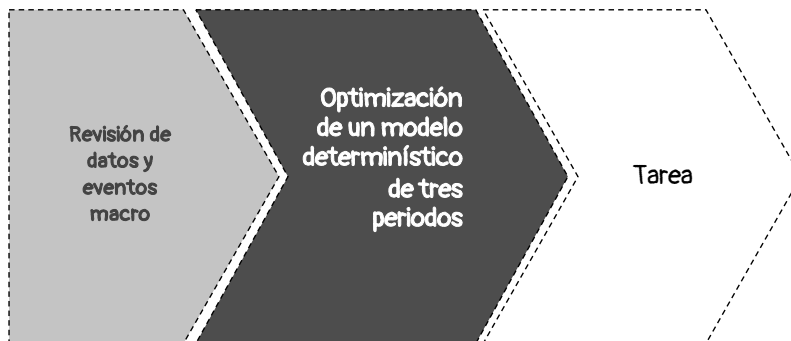 Revisión de
datos y
eventos
macro
Optimización
de un modelo
determinístico
de tres
periodos
Tarea